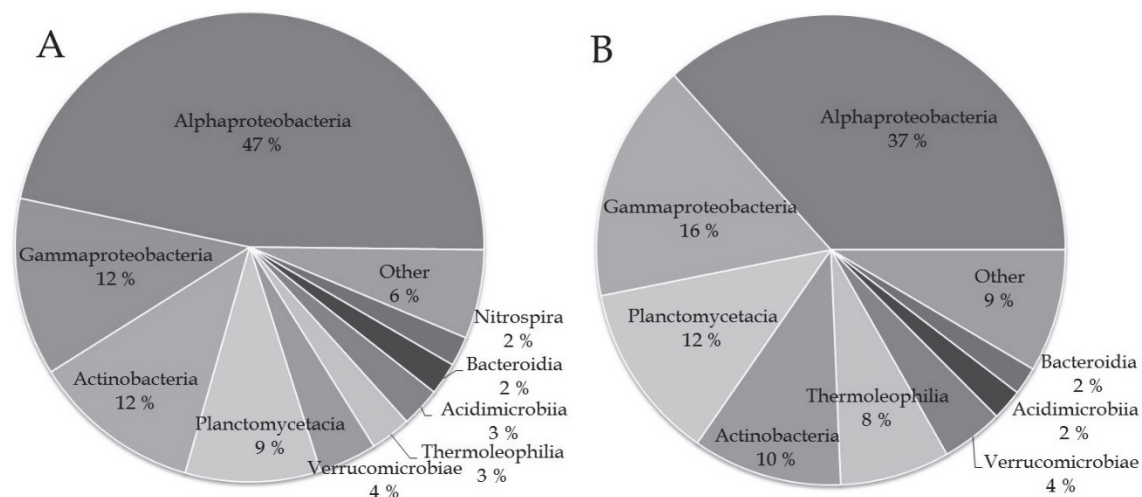 A
Alphaproteobacteria
47 %
Gammaproteobacteria
12 %
Actinobacteria
12 %
Planctomycetacia
9 %
Verrucomicrobiae
4 %
Thermoleophilia
3 %
Acidimicrobiia
3 %
Bacteroidia
2 %
Nitrospira
2 %
Other
6 %
B
Alphaproteobacteria
37 %
Gammaproteobacteria
16 %
Planctomycetacia
12 %
Actinobacteria
10 %
Thermoleophilia
8 %
Verrucomicrobiae
4 %
Acidimicrobiia
2 %
Bacteroidia
2 %
Other
9 %